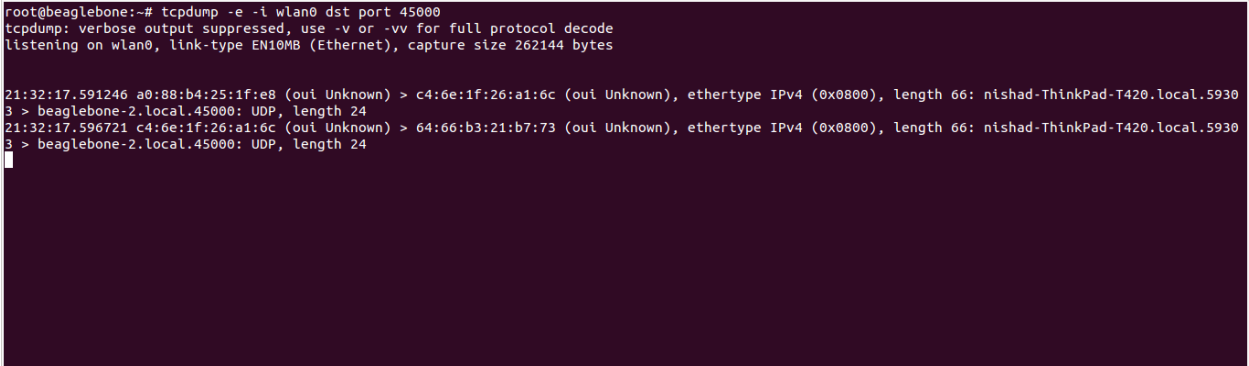 root@beaglebone:~# tcpdump -e -i wlan0 dst port 45000
tcpdump: verbose output suppressed, use -v or -vv for full protocol decode
listening on wlan0, link-type EN10MB (Ethernet), capture size 262144 bytes
21:32:17.591246 a0:88:b4:25:1f:e8 (oui Unknown) > c4:6e:1f:26:a1:6c (oui Unknown), ethertype IPv4 (0x0800), length 66: nishad-ThinkPad-T420.local.5930
3 > beaglebone-2.local.45000: UDP, length 24
21:32:17.596721 c4:6e:1f:26:a1:6c (oui Unknown) > 64:66:b3:21:b7:73 (oui Unknown), ethertype IPv4 (0x0800), length 66: nishad-ThinkPad-T420.local.5930
3 > beaglebone-2.local.45000: UDP, length 24